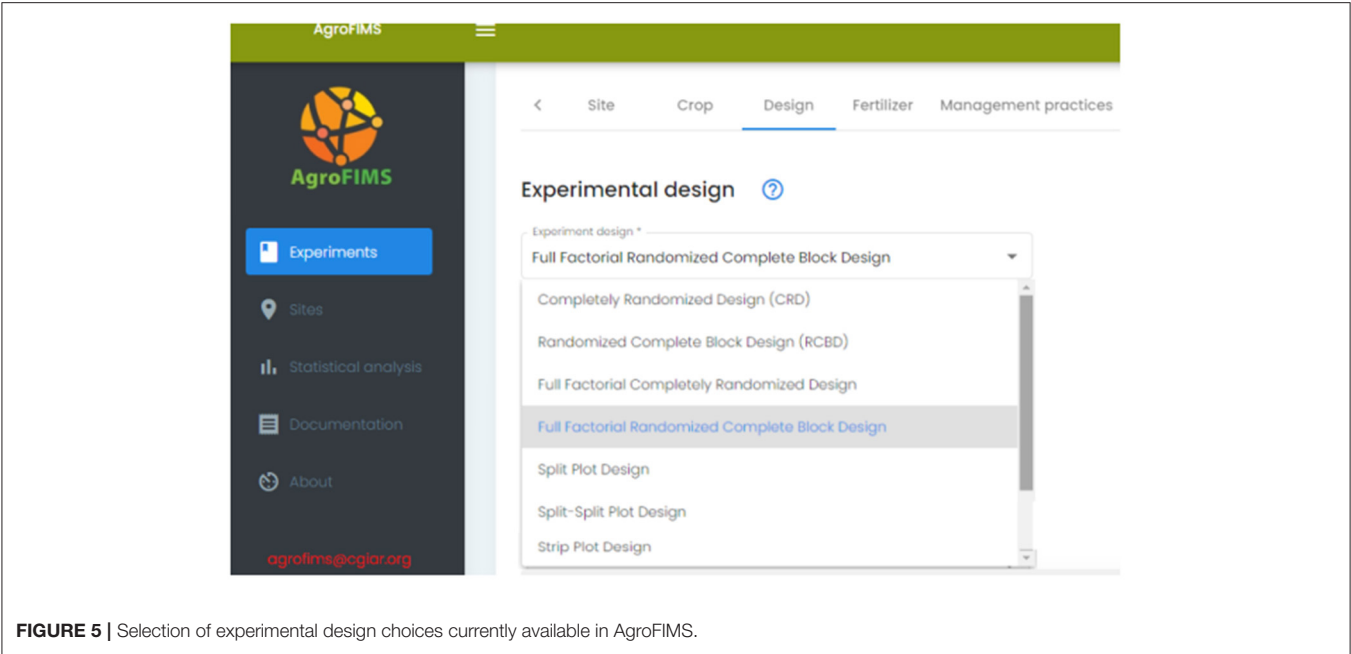 AgroFIMS
AgroFIMS
Experiments
Sites
Statistical analysis
Documentation
About
agrofims@cgiar.org
Site Crop Design Fertilizer Management practices
Experimental design
Experiment design *
Full Factorial Randomized Complete Block Design
Completely Randomized Design (CRD)
Randomized Complete Block Design (RCBD)
Full Factorial Completely Randomized Design
Full Factorial Randomized Complete Block Design
Split Plot Design
Split-Split Plot Design
Strip Plot Design
FIGURE 5 | Selection of experimental design choices currently available in AgroFIMS.